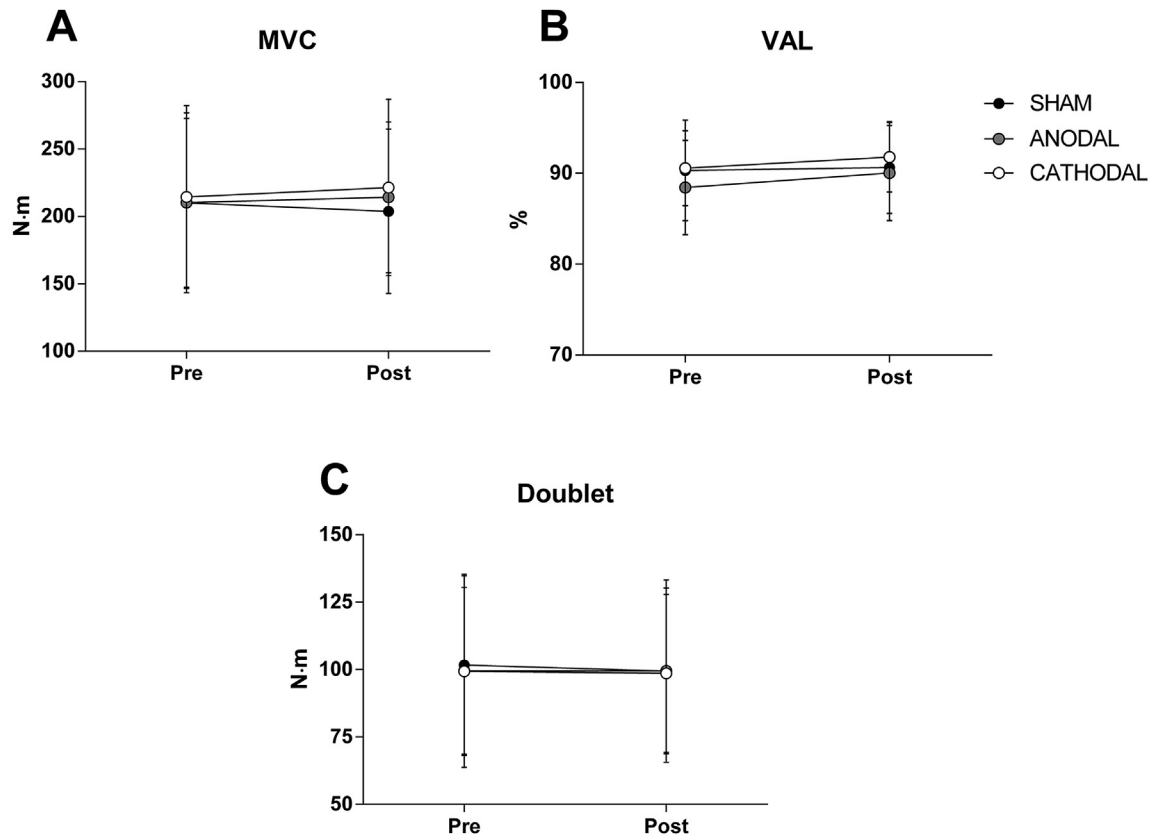 A
MVC
300
250
200
150
100
N·m
Pre
Post
B
VAL
100
90
80
70
%
Pre
Post
SHAM
ANODAL
CATHODAL
C
Doublet
150
125
100
75
50
N·m
Pre
Post